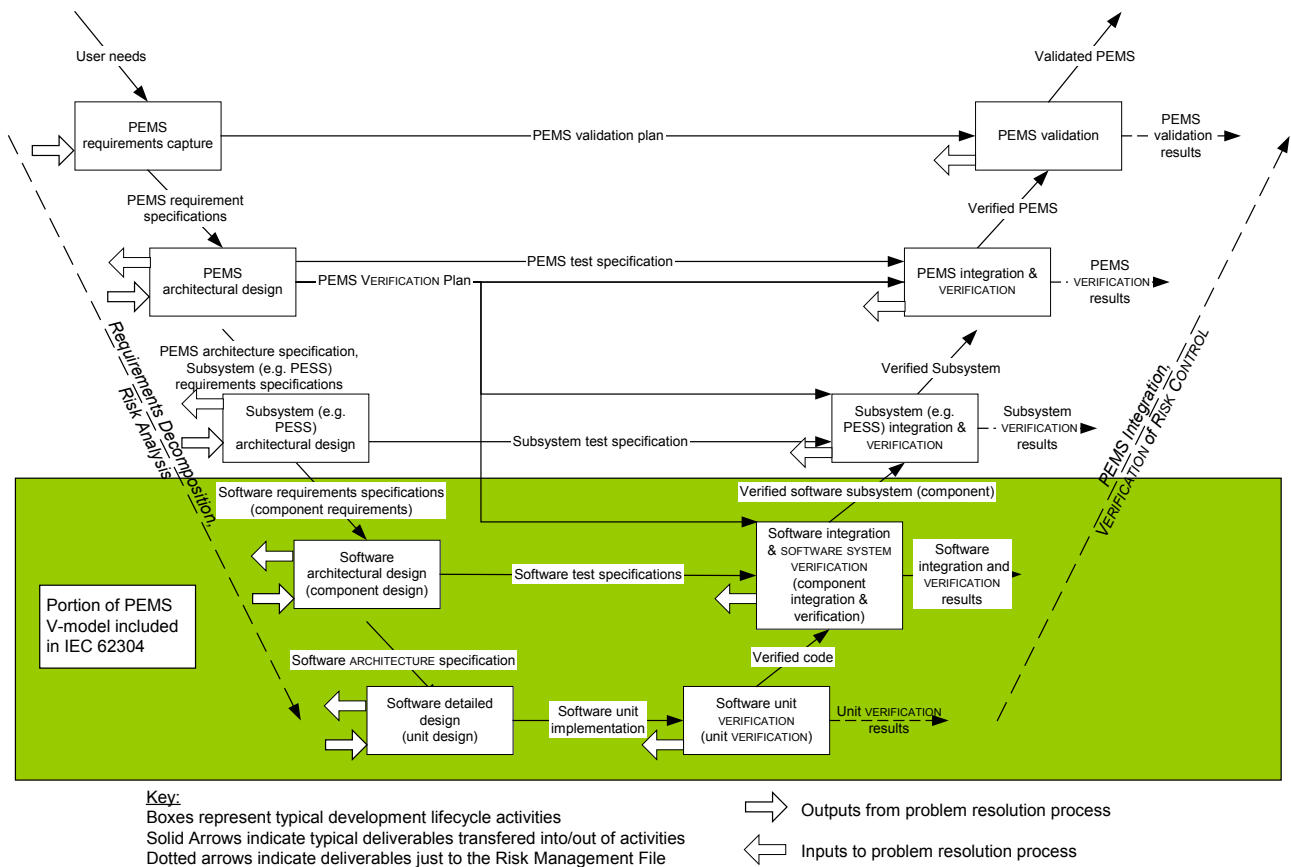 User needs
Validated PEMS
PEMS
requirements capture
PEMS validation plan
PEMS validation
PEMS
validation
results
PEMS requirement
specifications
Verified PEMS
PEMS
architectural design
PEMS test specification
PEMS VERIFICATION Plan
PEMS integration &
VERIFICATION
PEMS
VERIFICATION
results
Requirements Decomposition,
Risk Analysis
PEMS Integration,
VERIFICATION of RISK CONTROL
PEMS architecture specification,
Subsystem (e.g. PESS)
requirements specifications
Verified Subsystem
Subsystem (e.g.
PESS)
architectural design
Subsystem test specification
Subsystem (e.g.
PESS) integration &
VERIFICATION
Subsystem
VERIFICATION
results
Software requirements specifications
(component requirements)
Verified software subsystem (component)
Software
architectural design
(component design)
Software test specifications
Software integration
& SOFTWARE SYSTEM
VERIFICATION
(component
integration &
verification)
Software
integration and
VERIFICATION
results
Portion of PEMS
V-model included
in IEC 62304
Software ARCHITECTURE specification
Verified code
Software detailed
design
(unit design)
Software unit
implementation
Software unit
VERIFICATION
(unit VERIFICATION)
Unit VERIFICATION
results
Key:
Boxes represent typical development lifecycle activities
Solid Arrows indicate typical deliverables transfered into/out of activities
Dotted arrows indicate deliverables just to the Risk Management File
Outputs from problem resolution process
Inputs to problem resolution process